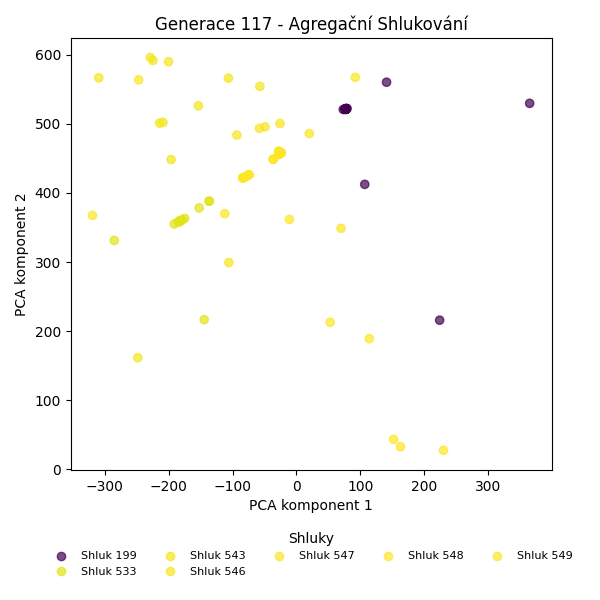 Generace 117 - Agregační Shlukování
600
500
400
300
200
100
0
PCA komponent 2
−300 −200 −100 0 100 200 300
PCA komponent 1
Shluky
Shluk 199 Shluk 543 Shluk 547 Shluk 548 Shluk 549
Shluk 533 Shluk 546